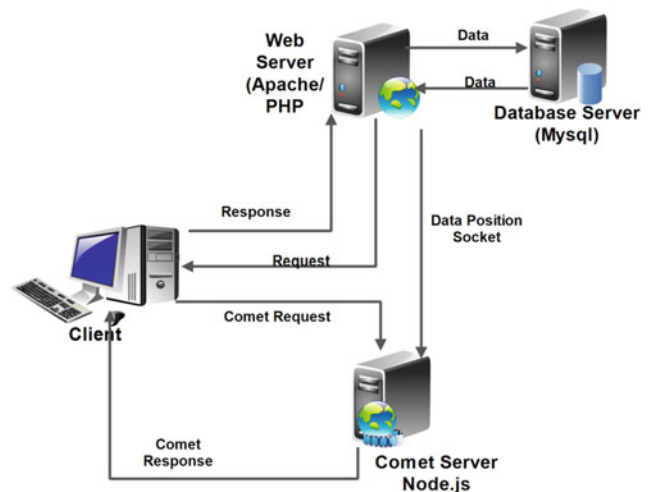 Web
Server
(Apache/
PHP
Data
Data
Database Server
(Mysql)
Response
Data Position
Socket
Request
Client
Comet Request
Comet
Response
Comet Server
Node.js